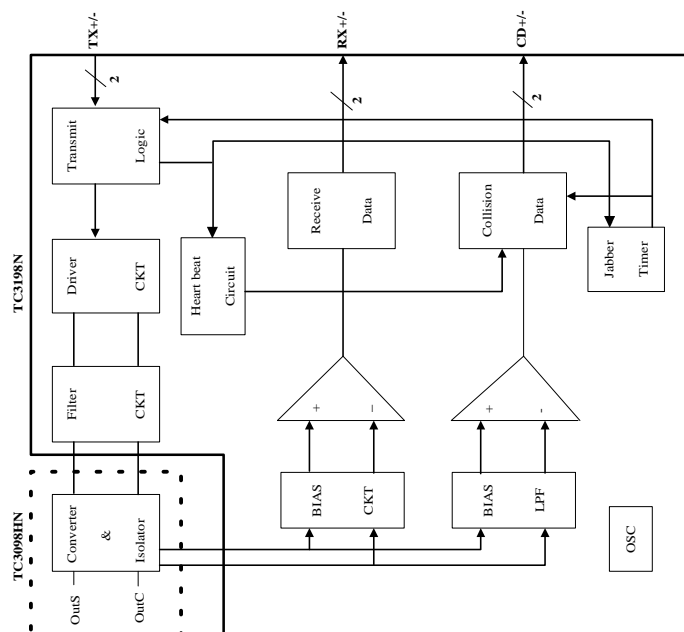 TX+/-
RX+/-
CD+/-
2
2
2
TC3198N
Transmit
Logic
Receive
Data
Collision
Data
Jabber
Timer
Driver
CKT
Heart beat
Circuit
Filter
CKT
+
–
+
-
TC3098HN
Converter
&
Isolator
BIAS
CKT
BIAS
LPF
OSC
OutS
OutC